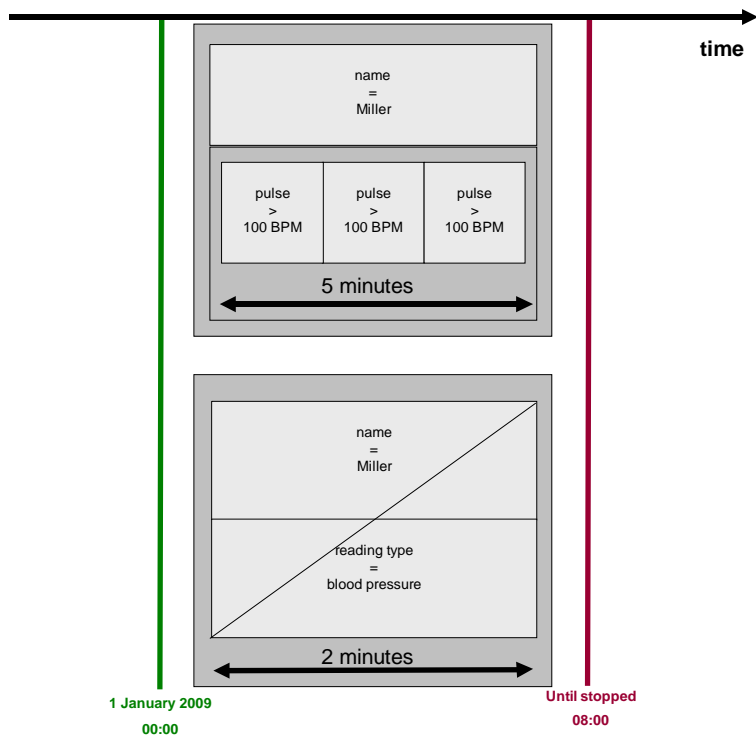 time
name
=
Miller
pulse
>
100 BPM
pulse
>
100 BPM
pulse
>
100 BPM
5 minutes
name
=
Miller
reading type
=
blood pressure
2 minutes
1 January 2009
00:00
Until stopped
08:00